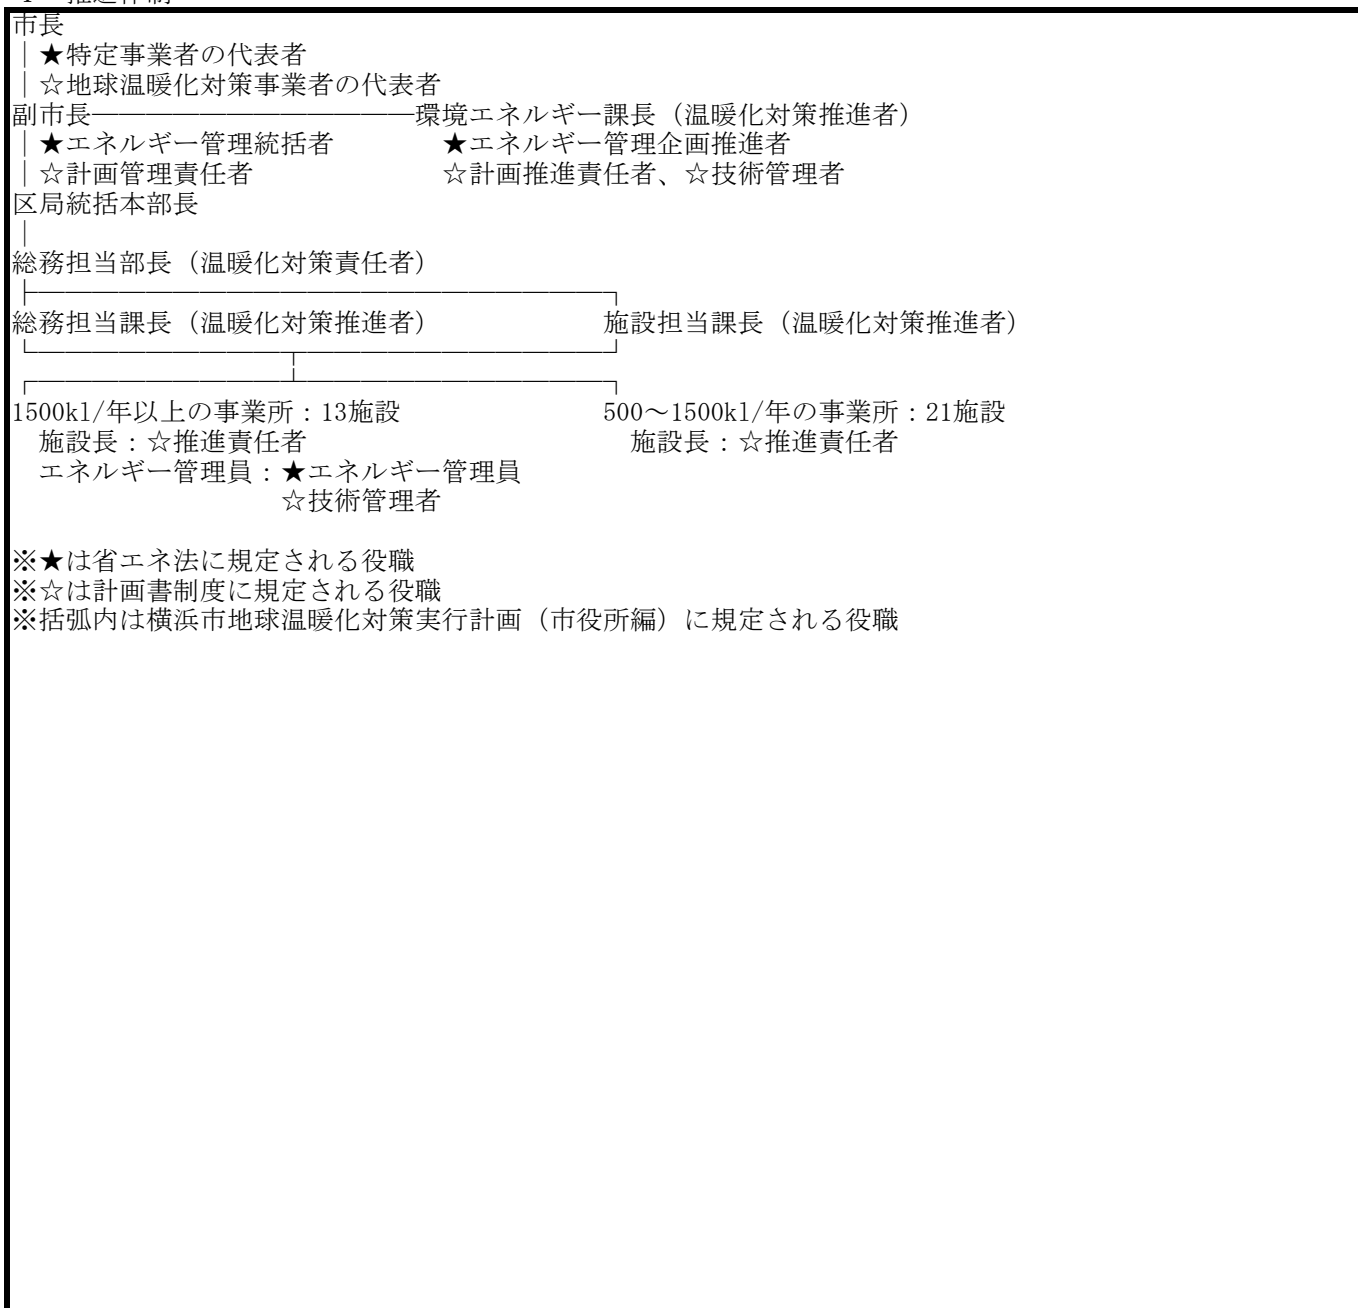 市長
｜★特定事業者の代表者
｜☆地球温暖化対策事業者の代表者
副市長――――――――――――環境エネルギー課長（温暖化対策推進者）
｜★エネルギー管理統括者　　　　★エネルギー管理企画推進者
｜☆計画管理責任者　　　　　　　☆計画推進責任者、☆技術管理者
区局統括本部長
｜
総務担当部長（温暖化対策責任者）
├―――――――――――――――――――――┐
総務担当課長（温暖化対策推進者）　　　　　　　施設担当課長（温暖化対策推進者）
└――――――――――┬―――――――――――┘
┌――――――――――┴―――――――――――┐
1500kl/年以上の事業所：13施設　　　　　　　　500～1500kl/年の事業所：21施設
　施設長：☆推進責任者　　　　　　　　　　　　施設長：☆推進責任者
　エネルギー管理員：★エネルギー管理員
　　　　　　　　　　☆技術管理者
※★は省エネ法に規定される役職
※☆は計画書制度に規定される役職
※括弧内は横浜市地球温暖化対策実行計画（市役所編）に規定される役職